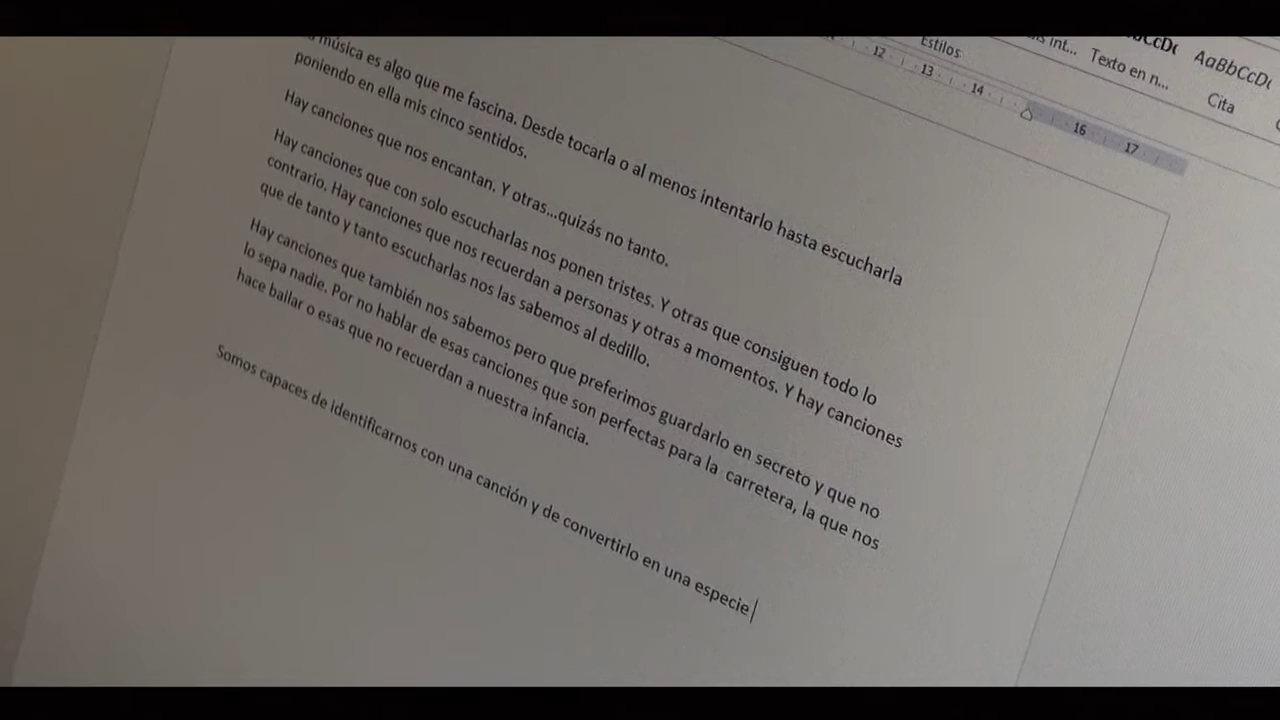 música es algo que me fascina. Desde tocarla o al menos intentarlo hasta escucharla
poniendo en ella mis cinco sentidos.
Hay canciones que nos encantan. Y otras...quizás no tanto.
Hay canciones que con solo escucharlas nos ponen tristes. Y otras que consiguen todo lo
contrario. Hay canciones que nos recuerdan a personas y otras a momentos. Y hay canciones
que de tanto y tanto escucharlas nos las sabemos al dedillo.
Hay canciones que también nos sabemos pero que preferimos guardarlo en secreto y que no
lo sepa nadie. Por no hablar de esas canciones que son perfectas para la carretera, la que nos
hace bailar o esas que no recuerdan a nuestra infancia.
Somos capaces de identificarnos con una canción y de convertirlo en una especie
Estilos
Texto en n...
AaBbCcD
Cita
12 13 14 16 17